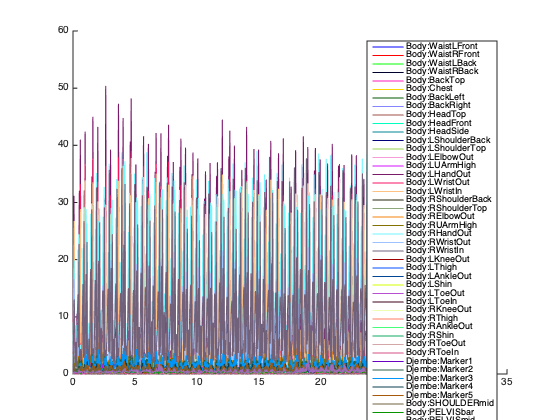 60
50
40
30
20
10
0
0
5
10
15
20
35
Body:WaistLFront
Body:WaistRFront
Body:WaistLBack
Body:WaistRBack
Body:BackTop
Body:Chest
Body:BackLeft
Body:BackRight
Body:HeadTop
Body:HeadFront
Body:HeadSide
Body:LShoulderBack
Body:LShoulderTop
Body:LElbowOut
Body:LUArmHigh
Body:LHandOut
Body:LWristOut
Body:LWristIn
Body:RShoulderBack
Body:RShoulderTop
Body:RElbowOut
Body:RUArmHigh
Body:RHandOut
Body:RWristOut
Body:RWristIn
Body:LKneeOut
Body:LThigh
Body:LAnkleOut
Body:LShin
Body:LToeOut
Body:LToeIn
Body:RKneeOut
Body:RThigh
Body:RAnkleOut
Body:RShin
Body:RToeOut
Body:RToeIn
Djembe:Marker1
Djembe:Marker2
Djembe:Marker3
Djembe:Marker4
Djembe:Marker5
Body:SHOULDERmid
Body:PELVISbar